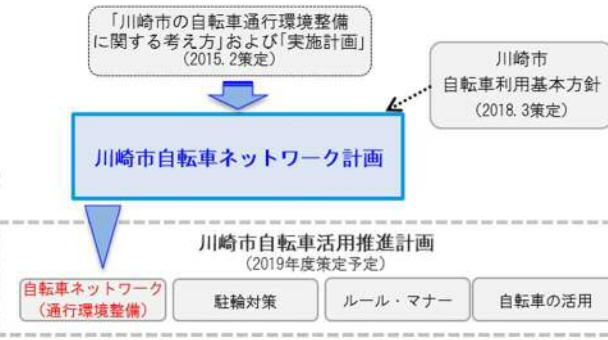 「川崎市の自転車通行環境整備
に関する考え方」および「実施計画」
(2015.2策定)
川崎市
自転車利用基本方針
(2018.3策定)
川崎市自転車ネットワーク計画
川崎市自転車活用推進計画
(2019年度策定予定)
自転車ネットワーク
(通行環境整備)
駐輪対策
ルール・マナー
自転車の活用